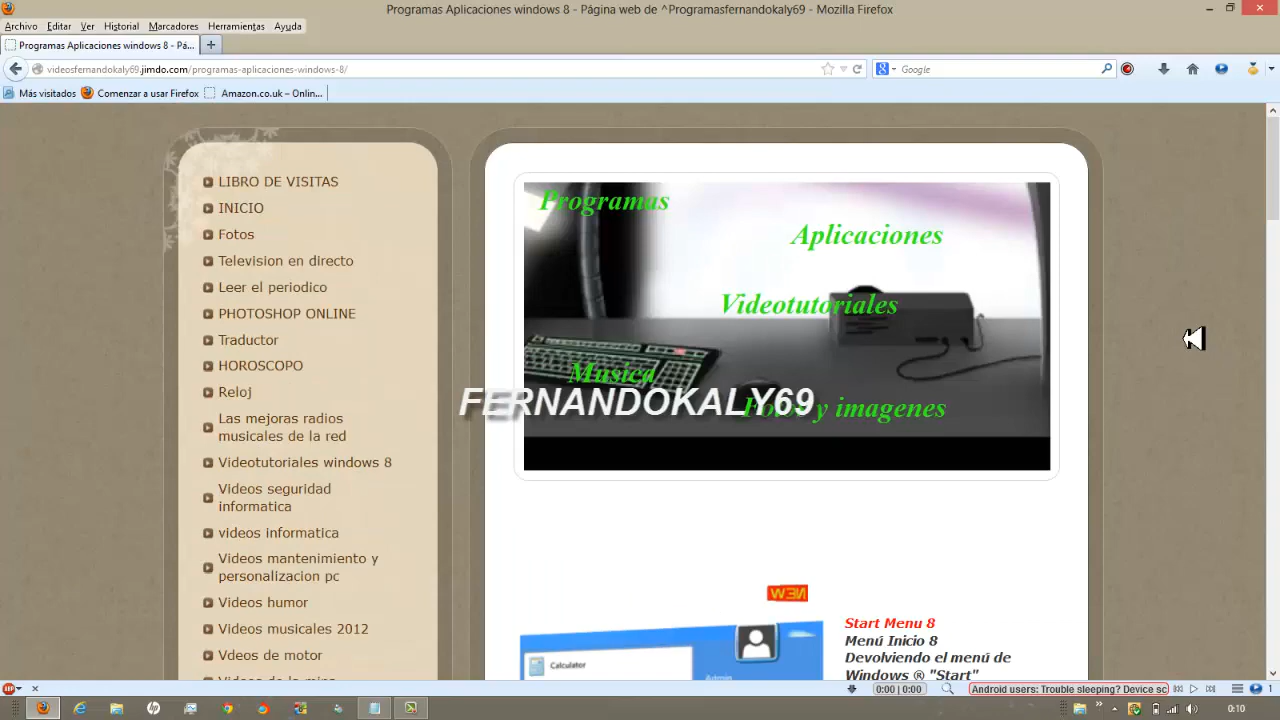 Programas Aplicaciones windows 8 - Página web de ^Programasfernandokaly69 - Mozilla Firefox
Archivo Editar Ver Historial Marcadores Herramientas Ayuda
Programas Aplicaciones windows 8 - Pá...
videosfernandokaly69.jimdo.com/programas-aplicaciones-windows-8/
Google
Más visitados Comenzar a usar Firefox Amazon.co.uk – Onlin...
LIBRO DE VISITAS
INICIO
Fotos
Television en directo
Leer el periodico
PHOTOSHOP ONLINE
Traductor
HOROSCOPO
Reloj
Las mejoras radios
musicales de la red
Videotutoriales windows 8
Videos seguridad
informatica
videos informatica
Videos mantenimiento y
personalizacion pc
Videos humor
Videos musicales 2012
Vdeos de motor
Programas
Aplicaciones
Videotutoriales
Musica
FERNANDOKALY69
y imagenes
NEW
Start Menu 8
Menú Inicio 8
Devolviendo el menú de
Windows ® "Start"
Calculator
Admin
0:00 | 0:00
Android users: Trouble sleeping? Device sc
1
0:10